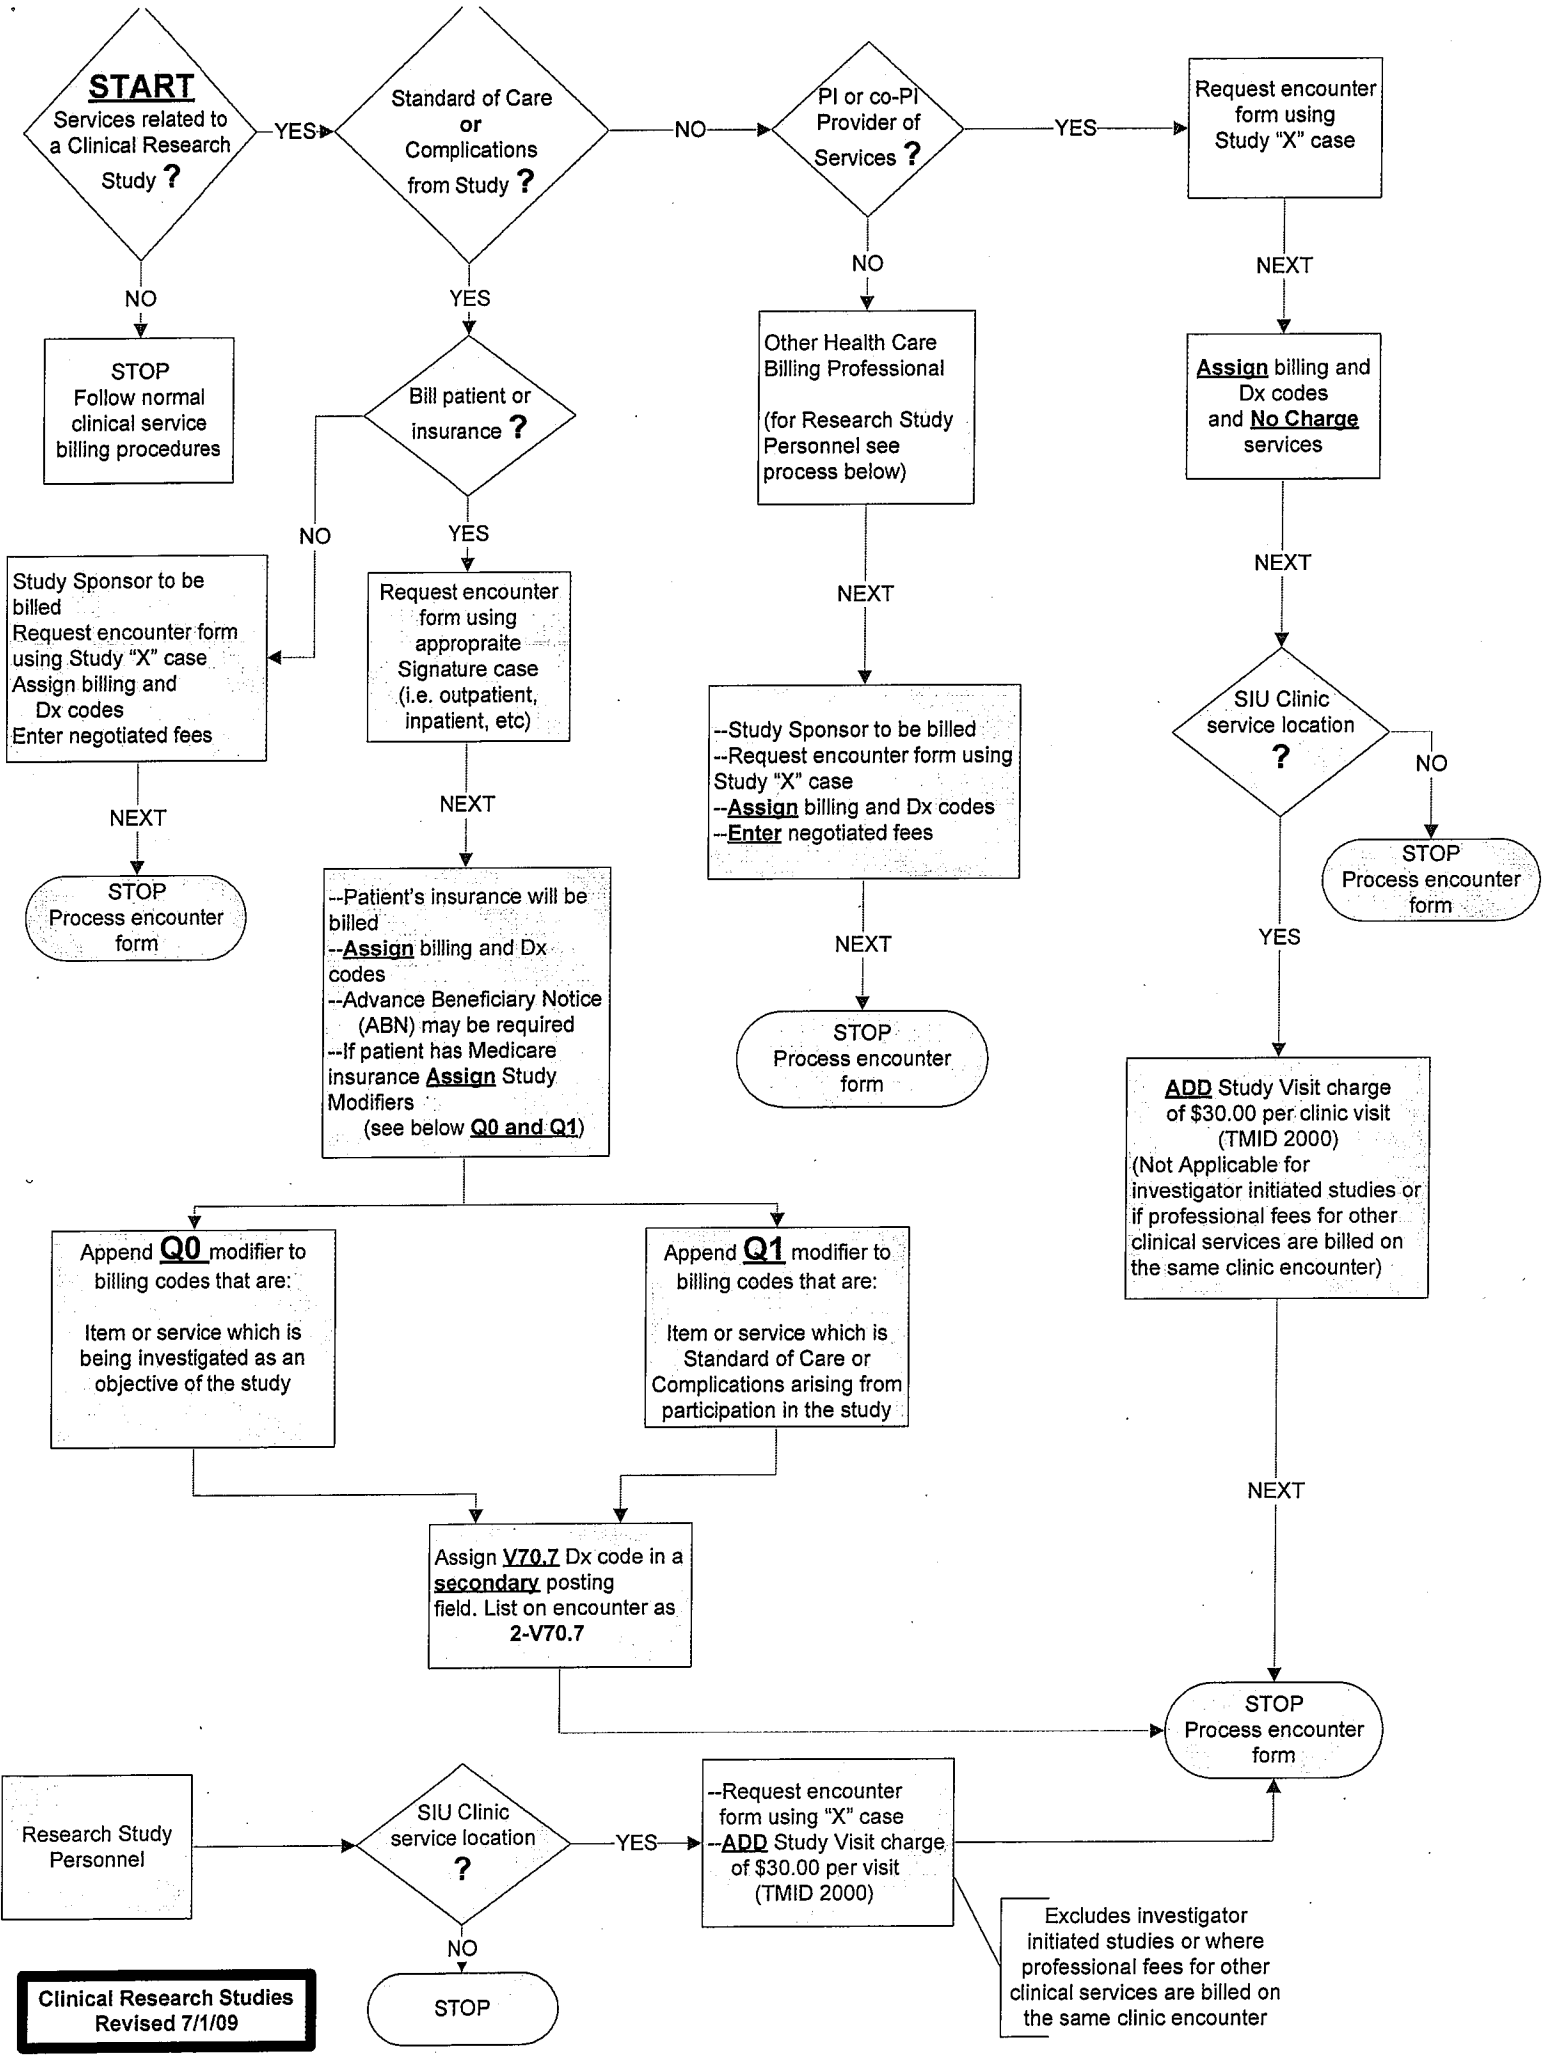 START
Services related to
a Clinical Research
Study ?
YES
Standard of Care
or
Complications
from Study ?
NO
PI or co-PI
Provider of
Services ?
YES
Request encounter
form using
Study "X" case
NO
STOP
Follow normal
clinical service
billing procedures
YES
Bill patient or
insurance ?
NO
Other Health Care
Billing Professional
(for Research Study
Personnel see
process below)
NEXT
Assign billing and
Dx codes
and No Charge
services
NO
Study Sponsor to be
billed
Request encounter form
using Study "X" case
Assign billing and
Dx codes
Enter negotiated fees
NEXT
STOP
Process encounter
form
YES
Request encounter
form using
appropraite
Signature case
(i.e. outpatient,
inpatient, etc)
NEXT
--Patient's insurance will be
billed
--Assign billing and Dx
codes
--Advance Beneficiary Notice
(ABN) may be required
--If patient has Medicare
insurance Assign Study
Modifiers
(see below Q0 and Q1)
NEXT
--Study Sponsor to be billed
--Request encounter form using
Study "X" case
--Assign billing and Dx codes
--Enter negotiated fees
NEXT
STOP
Process encounter
form
NEXT
SIU Clinic
service location
?
NO
STOP
Process encounter
form
YES
ADD Study Visit charge
of $30.00 per clinic visit
(TMID 2000)
(Not Applicable for
investigator initiated studies or
if professional fees for other
clinical services are billed on
the same clinic encounter)
Append Q0 modifier to
billing codes that are:
Item or service which is
being investigated as an
objective of the study
Append Q1 modifier to
billing codes that are:
Item or service which is
Standard of Care or
Complications arising from
participation in the study
NEXT
Assign V70.7 Dx code in a
secondary posting
field. List on encounter as
2-V70.7
STOP
Process encounter
form
Research Study
Personnel
SIU Clinic
service location
?
YES
--Request encounter
form using "X" case
--ADD Study Visit charge
of $30.00 per visit
(TMID 2000)
NO
STOP
Excludes investigator
initiated studies or where
professional fees for other
clinical services are billed on
the same clinic encounter
Clinical Research Studies
Revised 7/1/09